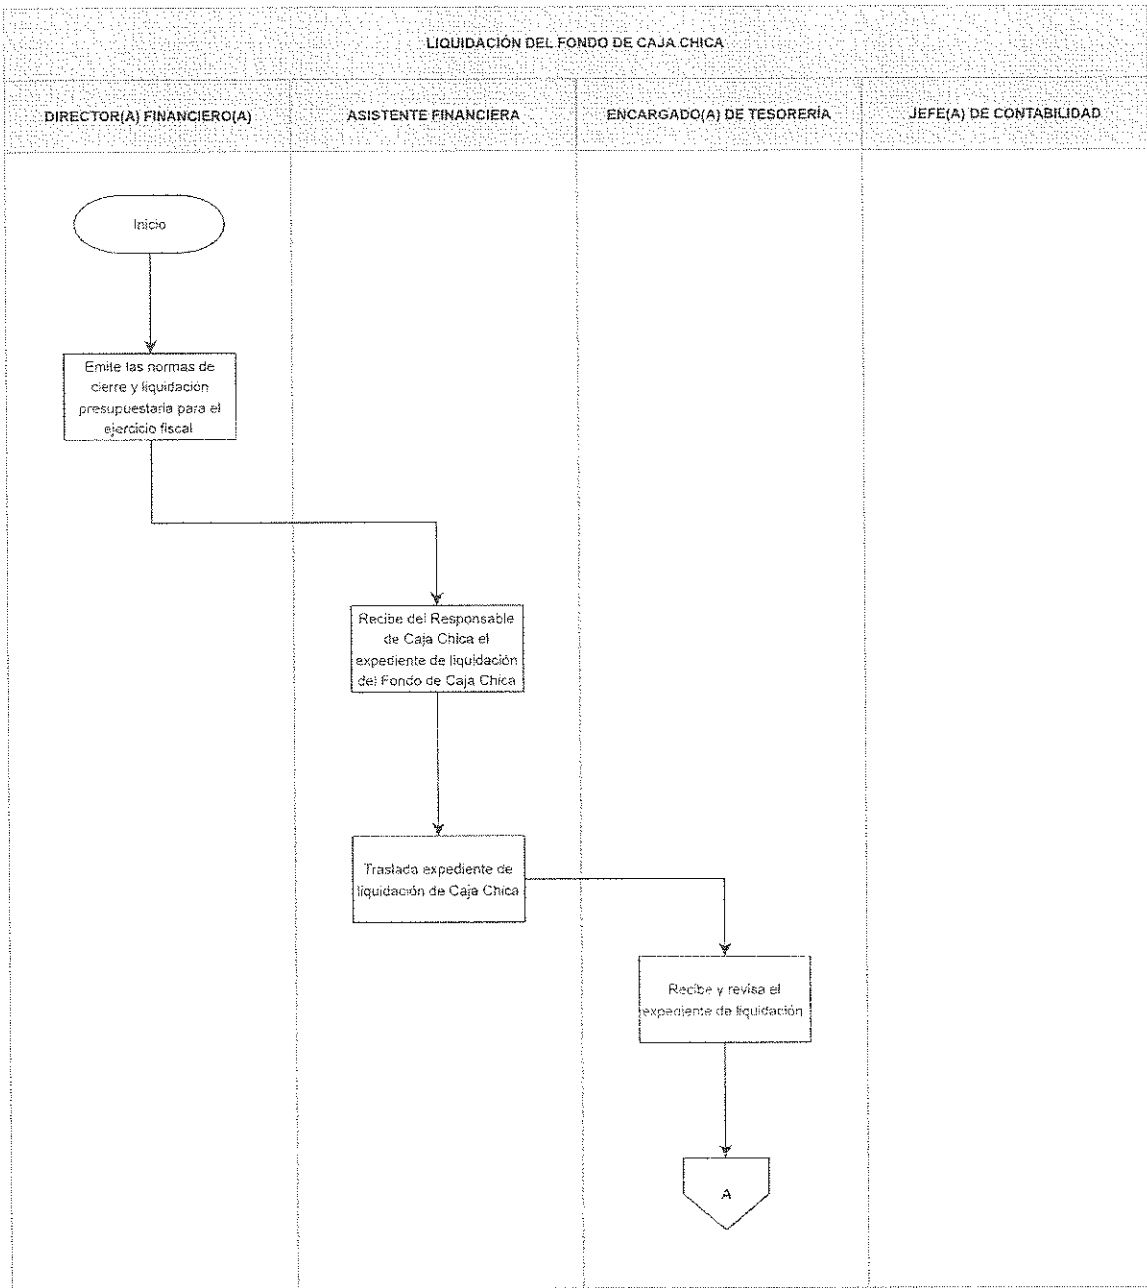 LIQUIDACIÓN DEL FONDO DE CAJA CHICA
DIRECTOR(A) FINANCIERO(A)
ASISTENTE FINANCIERA
ENCARGADO(A) DE TESORERÍA
JEFE(A) DE CONTABILIDAD
Inicio
Emite las normas de
cierre y liquidación
presupuestaria para el
ejercicio fiscal
Recibe del Responsable
de Caja Chica el
expediente de liquidación
del Fondo de Caja Chica
Traslada expediente de
liquidación de Caja Chica
Recibe y revisa el
expediente de liquidación
A